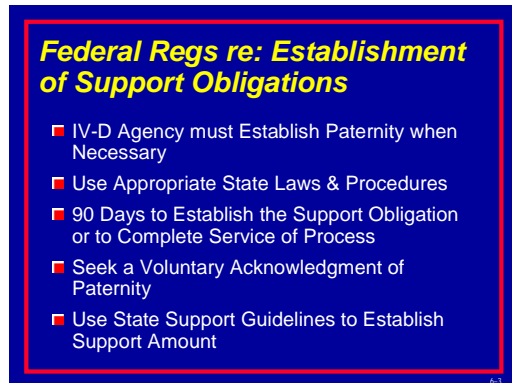 Federal Regs re: Establishment
of Support Obligations
IV-D Agency must Establish Paternity when
Necessary
Use Appropriate State Laws & Procedures
90 Days to Establish the Support Obligation
or to Complete Service of Process
Seek a Voluntary Acknowledgment of
Paternity
Use State Support Guidelines to Establish
Support Amount
6-3